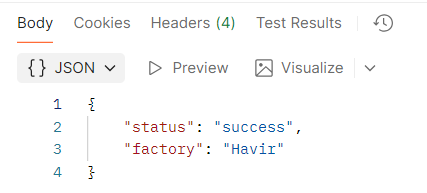 Body Cookies Headers (4) Test Results
{} JSON Preview Visualize
1 {
2 "status": "success",
3 "factory": "Havir"
4 }